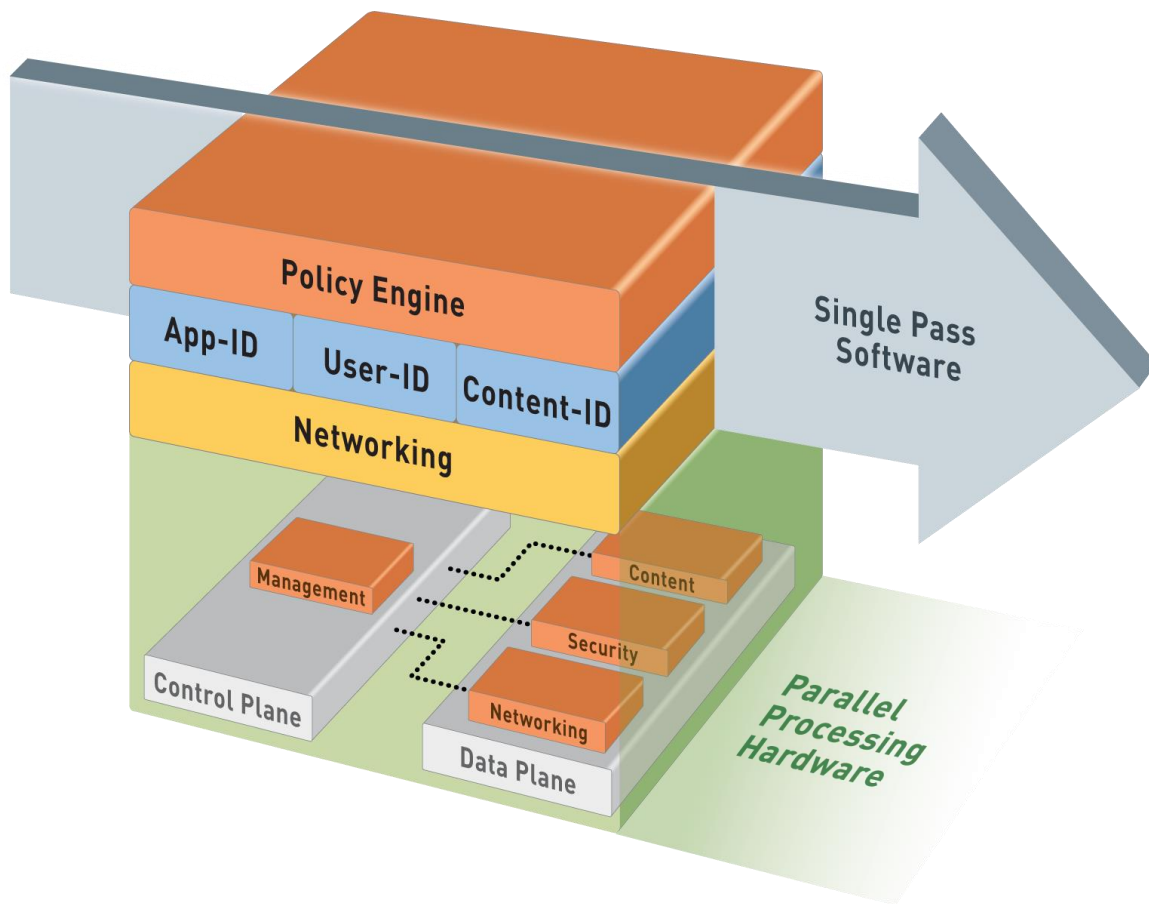 Policy Engine
App-ID
User-ID
Content-ID
Networking
Single Pass
Software
Management
Control Plane
Content
Security
Networking
Data Plane
Parallel
Processing
Hardware